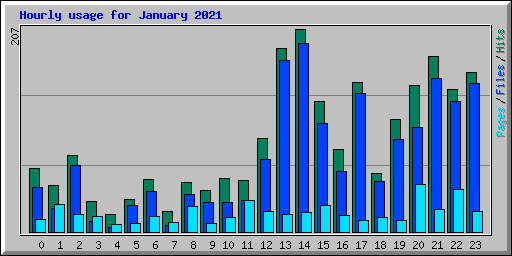 Hourly usage for January 2021
207
Pages/Files/Hits
0 1 2 3 4 5 6 7 8 9 10 11 12 13 14 15 16 17 18 19 20 21 22 23